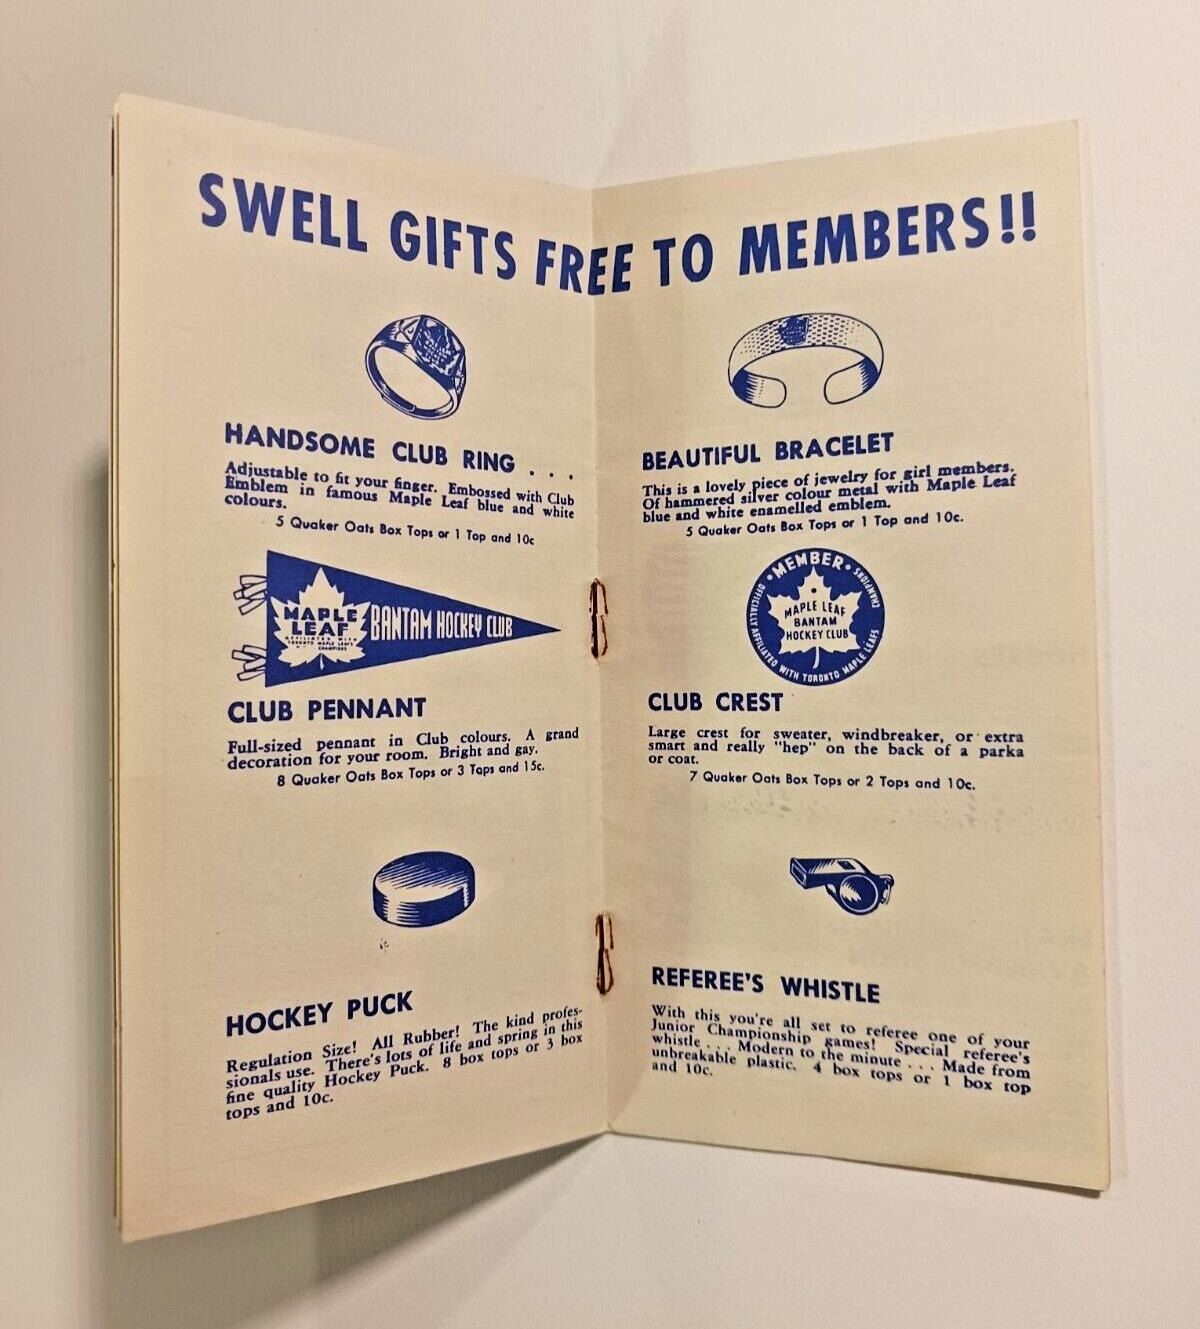 SWELL GIFTS FREE TO MEMBERS!!
HANDSOME CLUB RING . . .
Adjustable to fit your finger. Embossed with Club
Emblem in famous Maple Leaf blue and white
colours.
5 Quaker Oats Box Tops or 1 Top and 10c
MAPLE
LEAF
AFFILIATED WITH
TORONTO MAPLE LEAFS
CHAMPIONS
BANTAM HOCKEY CLUB
CLUB PENNANT
Full-sized pennant in Club colours. A grand
decoration for your room. Bright and gay.
8 Quaker Oats Box Tops or 3 Tops and 15c.
HOCKEY PUCK
Regulation Size! All Rubber! The kind profes-
sionals use. There's lots of life and spring in this
fine quality Hockey Puck. 8 box tops or 3 box
tops and 10c.
BEAUTIFUL BRACELET
This is a lovely piece of jewelry for girl members.
Of hammered silver colour metal with Maple Leaf
blue and white enamelled emblem.
5 Quaker Oats Box Tops or 1 Top and 10c.
• MEMBER •
OFFICIALLY AFFILIATED WITH TORONTO MAPLE LEAFS CHAMPIONS
MAPLE LEAF
BANTAM
HOCKEY CLUB
CLUB CREST
Large crest for sweater, windbreaker, or extra
smart and really "hep" on the back of a parka
or coat.
7 Quaker Oats Box Tops or 2 Tops and 10c.
REFEREE'S WHISTLE
With this you're all set to referee one of your
Junior Championship games! Special referee's
whistle . . . Modern to the minute . . . Made from
unbreakable plastic. 4 box tops or 1 box top
and 10c.